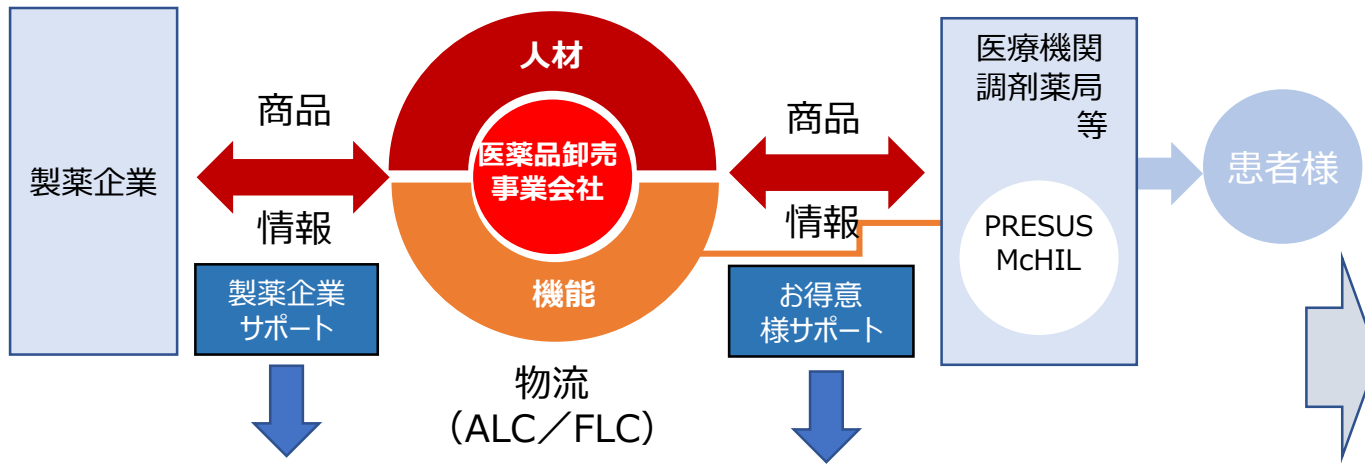 製薬企業
商品
情報
製薬企業
サポート
人材
医薬品卸売
事業会社
機能
物流
（ALC／FLC）
商品
情報
お得意
様サポート
医療機関
調剤薬局
等
PRESUS
McHIL
患者様